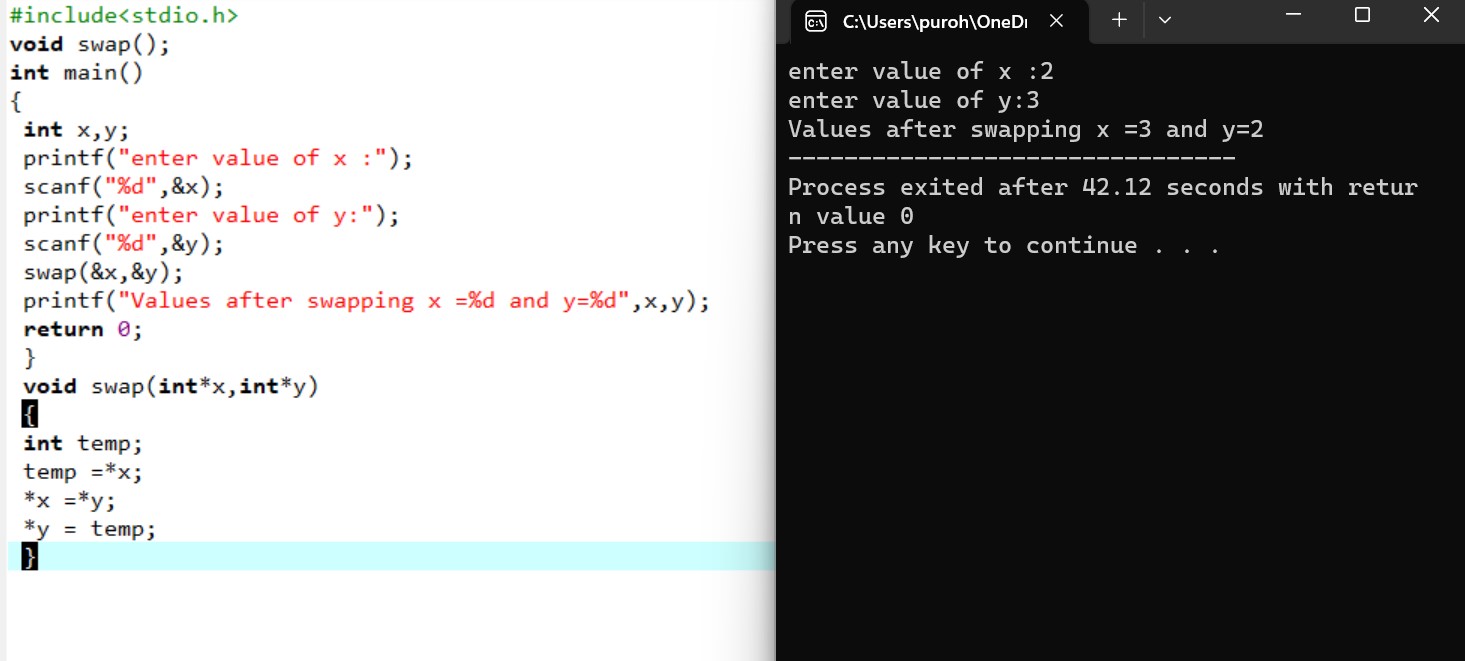 #include<stdio.h>
void swap();
int main()
{
int x,y;
printf("enter value of x :");
scanf("%d",&x);
printf("enter value of y:");
scanf("%d",&y);
swap(&x,&y);
printf("Values after swapping x =%d and y=%d",x,y);
return 0;
}
void swap(int*x,int*y)
{
int temp;
temp =*x;
*x =*y;
*y = temp;
}
C:\Users\puroh\OneDr
enter value of x :2
enter value of y:3
Values after swapping x =3 and y=2
--------------------------------
Process exited after 42.12 seconds with retur
n value 0
Press any key to continue . . .